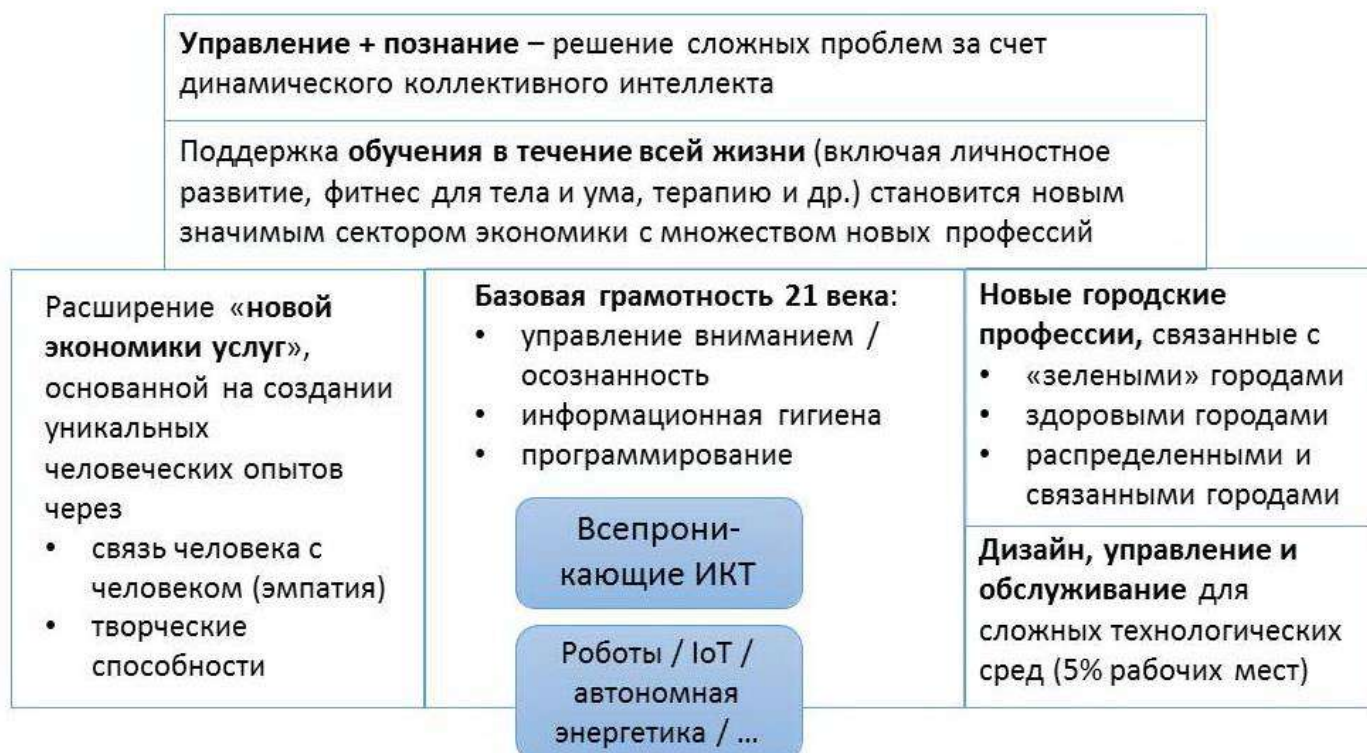 Управление + познание – решение сложных проблем за счет
динамического коллективного интеллекта
Поддержка обучения в течение всей жизни (включая личностное
развитие, фитнес для тела и ума, терапию и др.) становится новым
значимым сектором экономики с множеством новых профессий
Расширение «новой
экономики услуг»,
основанной на создании
уникальных
человеческих опытов
через
• связь человека с
человеком (эмпатия)
• творческие
способности
Базовая грамотность 21 века:
• управление вниманием /
осознанность
• информационная гигиена
• программирование
Всепрони-
кающие ИКТ
Роботы / IoT /
автономная
энергетика / ...
Новые городские
профессии, связанные с
• «зелеными» городами
• здоровыми городами
• распределенными и
связанными городами
Дизайн, управление и
обслуживание для
сложных технологических
сред (5% рабочих мест)